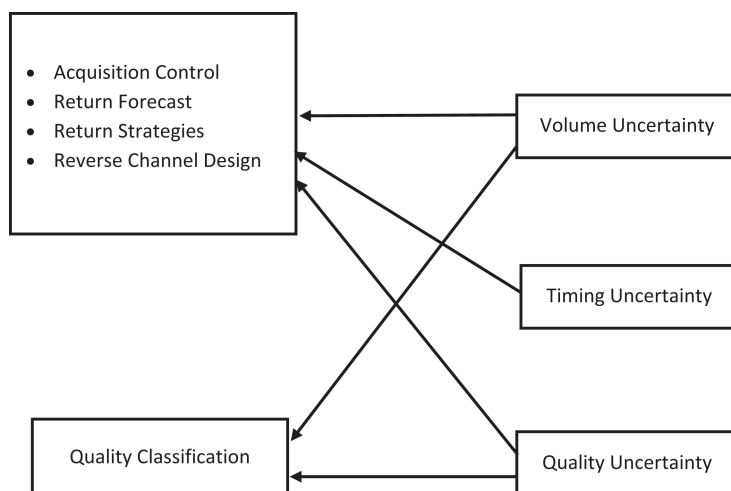 • Acquisition Control
• Return Forecast
• Return Strategies
• Reverse Channel Design
Volume Uncertainty
Timing Uncertainty
Quality Classification
Quality Uncertainty